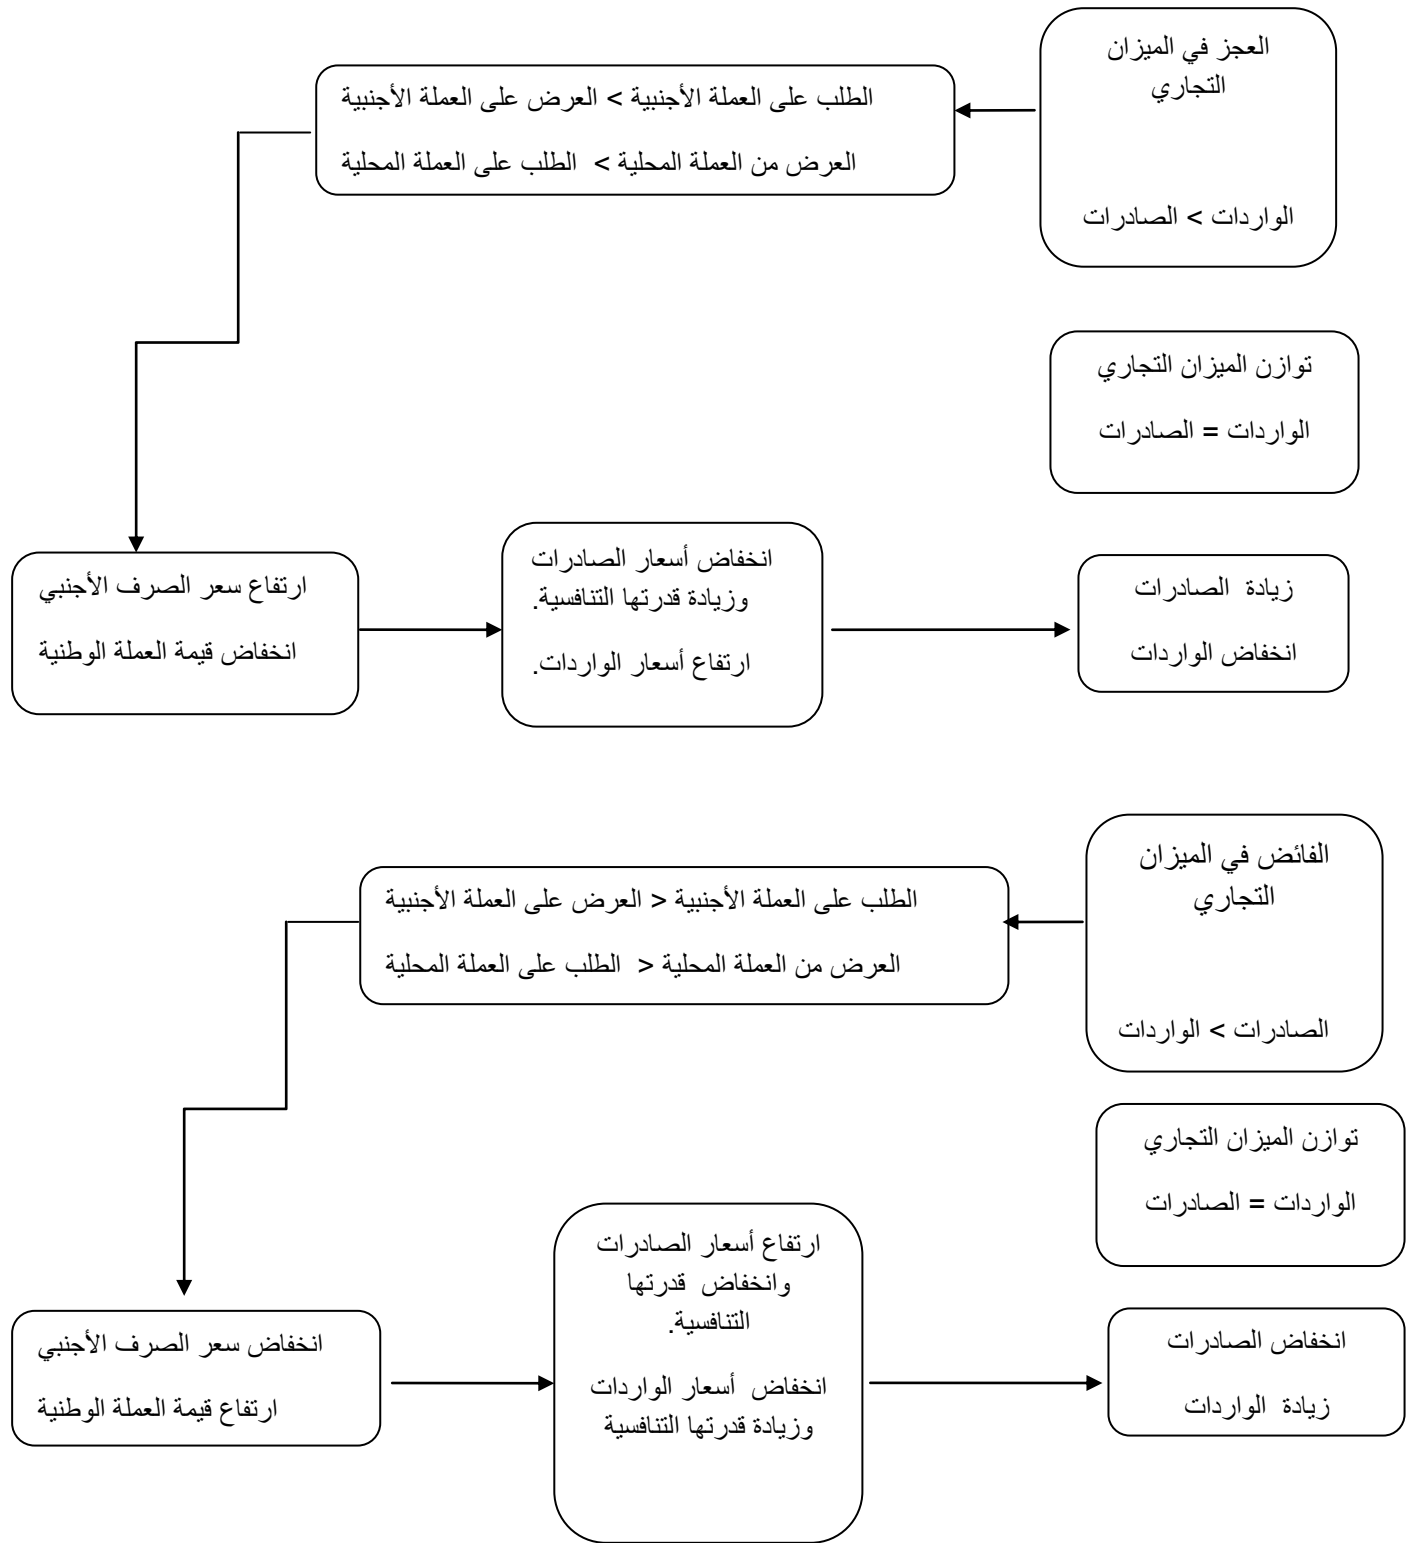 العجز في الميزان
التجاري
الواردات > الصادرات
الطلب على العملة الأجنبية > العرض على العملة الأجنبية
العرض من العملة المحلية > الطلب على العملة المحلية
توازن الميزان التجاري
الواردات = الصادرات
ارتفاع سعر الصرف الأجنبي
انخفاض قيمة العملة الوطنية
انخفاض أسعار الصادرات
وزيادة قدرتها التنافسية.
ارتفاع أسعار الواردات.
زيادة الصادرات
انخفاض الواردات
الفائض في الميزان
التجاري
الصادرات > الواردات
الطلب على العملة الأجنبية < العرض على العملة الأجنبية
العرض من العملة المحلية < الطلب على العملة المحلية
توازن الميزان التجاري
الواردات = الصادرات
انخفاض سعر الصرف الأجنبي
ارتفاع قيمة العملة الوطنية
ارتفاع أسعار الصادرات
وانخفاض قدرتها
التنافسية.
انخفاض أسعار الواردات
وزيادة قدرتها التنافسية
انخفاض الصادرات
زيادة الواردات